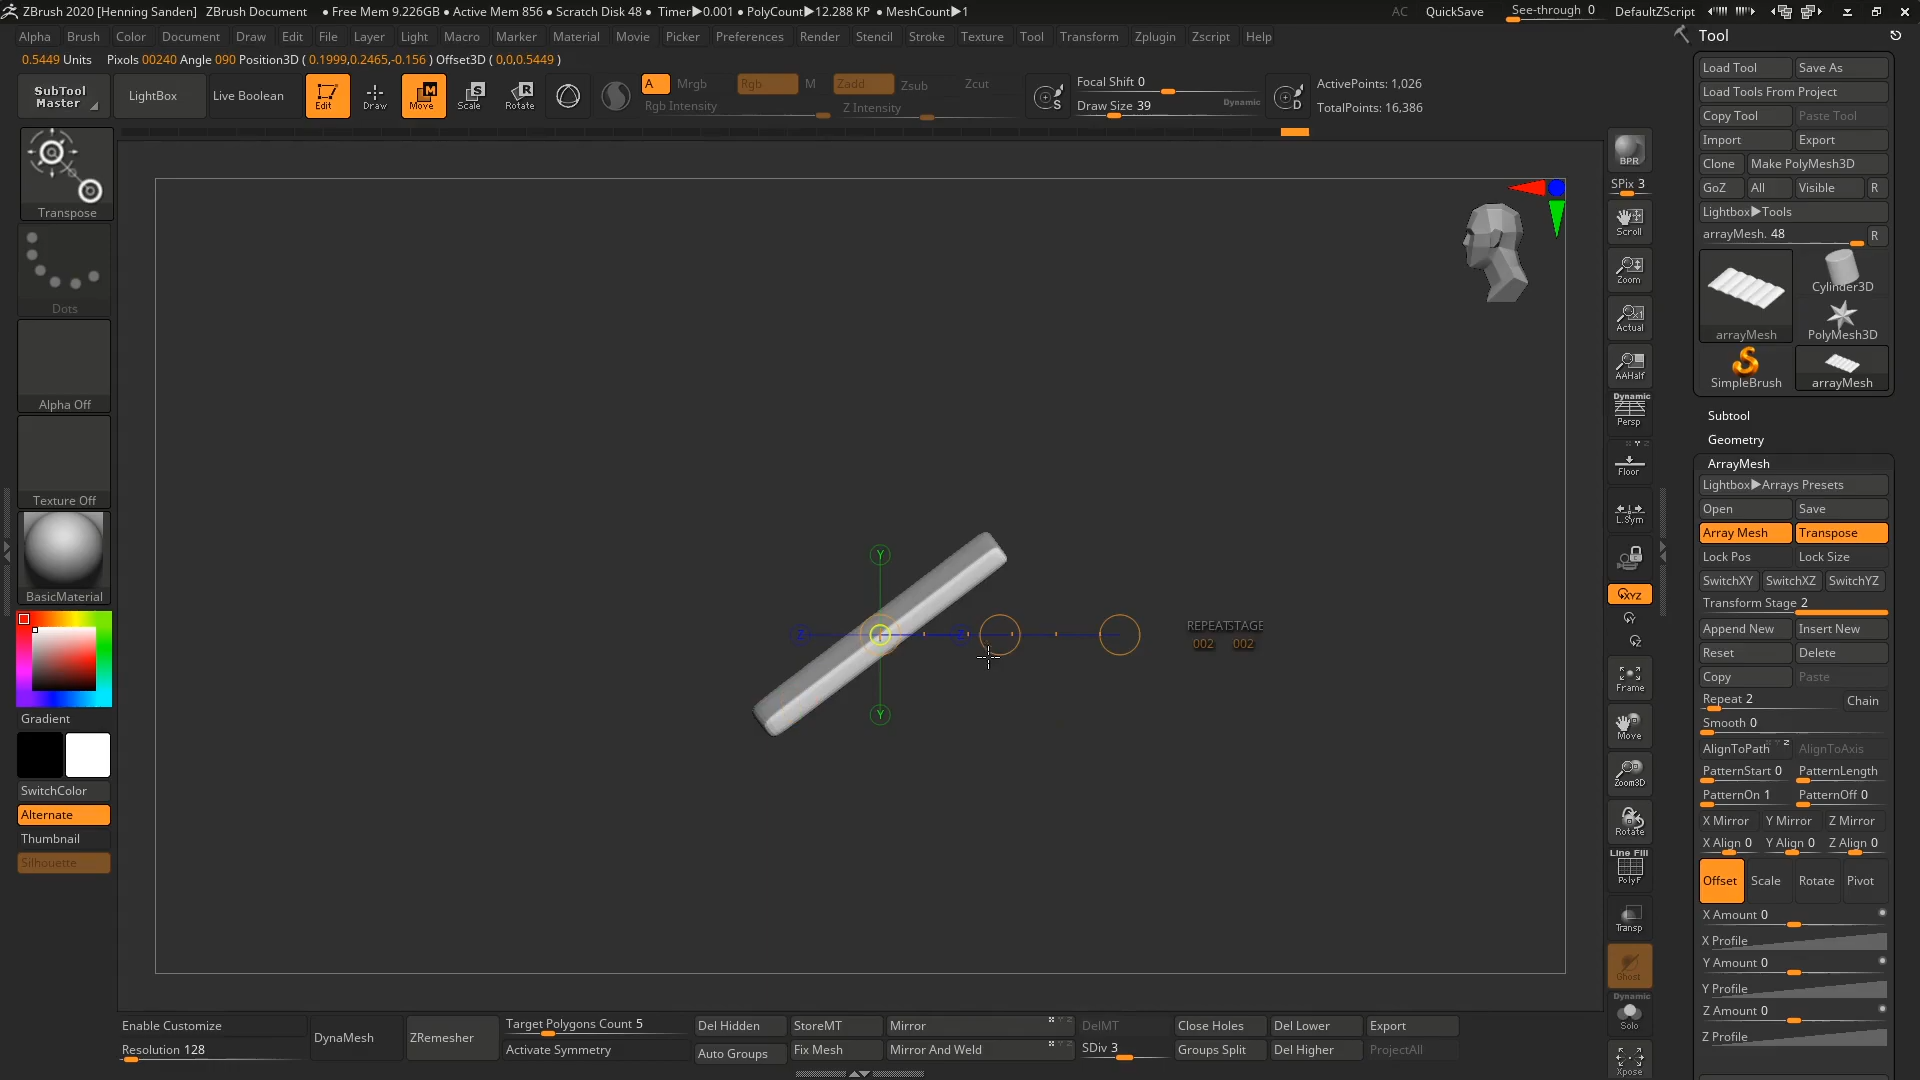 ZBrush 2020 [Henning Sanden] ZBrush Document • Free Mem 9.226GB • Active Mem 856 • Scratch Disk 48 • Timer▶0.001 • PolyCount▶12.288 KP • MeshCount▶1 AC QuickSave See-through 0 DefaultZScript
Alpha Brush Color Document Draw Edit File Layer Light Macro Marker Material Movie Picker Preferences Render Stencil Stroke Texture Tool Transform Zplugin Zscript Help
0.5449 Units Pixols 00240 Angle 090 Position3D ( 0.1999,0.2465,-0.156 ) Offset3D ( 0,0,0.5449 )
SubTool Master
LightBox
Live Boolean
Edit
Draw
Move
Scale
Rotate
A Mrgb Rgb M Zadd Zsub Zcut
Rgb Intensity Z Intensity
S
Focal Shift 0
Draw Size 39 Dynamic
D
ActivePoints: 1,026
TotalPoints: 16,386
Transpose
Dots
Alpha Off
Texture Off
BasicMaterial
Gradient
SwitchColor
Alternate
Thumbnail
Silhouette
Y
Z
Z
Y
REPEAT STAGE
002 002
BPR
SPix 3
Scroll
Zoom
Actual
AAHalf
Dynamic
Persp
Floor
L.Sym
XYZ
Y
Z
Frame
Move
Zoom3D
Rotate
Line Fill
PolyF
Transp
Ghost
Dynamic
Solo
Xpose
Tool
Load Tool Save As
Load Tools From Project
Copy Tool Paste Tool
Import Export
Clone Make PolyMesh3D
GoZ All Visible R
Lightbox▶Tools
arrayMesh. 48 R
arrayMesh
Cylinder3D
PolyMesh3D
SimpleBrush
arrayMesh
Subtool
Geometry
ArrayMesh
Lightbox▶Arrays Presets
Open Save
Array Mesh Transpose
Lock Pos Lock Size
SwitchXY SwitchXZ SwitchYZ
Transform Stage 2
Append New Insert New
Reset Delete
Copy Paste
Repeat 2 Chain
Smooth 0
AlignToPath AlignToAxis
PatternStart 0 PatternLength
PatternOn 1 PatternOff 0
X Mirror Y Mirror Z Mirror
X Align 0 Y Align 0 Z Align 0
Offset Scale Rotate Pivot
X Amount 0
X Profile
Y Amount 0
Y Profile
Z Amount 0
Z Profile
Enable Customize
Resolution 128
DynaMesh
ZRemesher
Target Polygons Count 5
Activate Symmetry
Del Hidden
Auto Groups
StoreMT
Fix Mesh
Mirror
Mirror And Weld
DelMT
SDiv 3
Close Holes
Groups Split
Del Lower
Del Higher
Export
ProjectAll